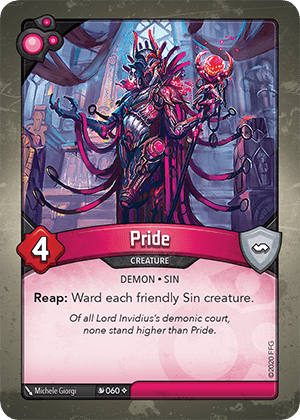 4
Pride
CREATURE
DEMON • SIN
Reap: Ward each friendly Sin creature.
Of all Lord Invidius's demonic court,
none stand higher than Pride.
Michele Giorgi
060
©2020 FFG